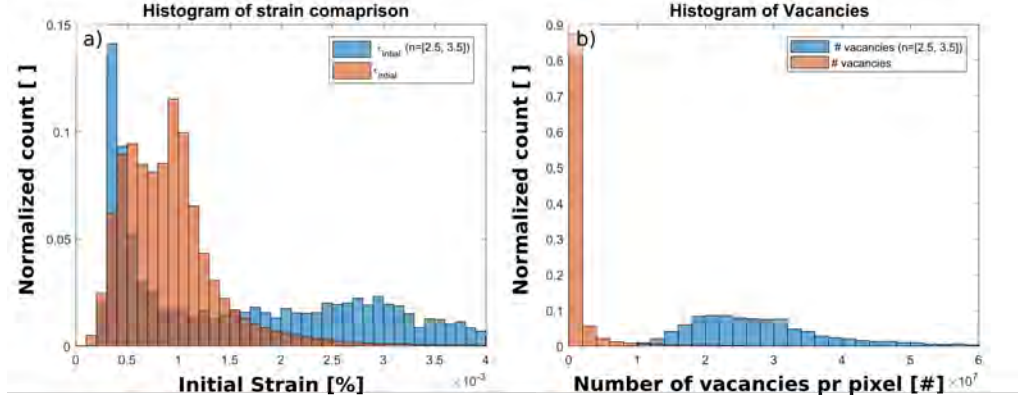 Histogram of strain comaprison
a)
ε_intial (n=[2.5, 3.5])
ε_intial
0.15
0.1
0.05
0
Normalized count [ ]
0 0.5 1 1.5 2 2.5 3 3.5 4
×10⁻³
Initial Strain [%]
Histogram of Vacancies
b)
# vacancies (n=[2.5, 3.5])
# vacancies
0.9
0.8
0.7
0.6
0.5
0.4
0.3
0.2
0.1
0
Normalized count [ ]
0 1 2 3 4 5 6
×10⁷
Number of vacancies pr pixel [#]